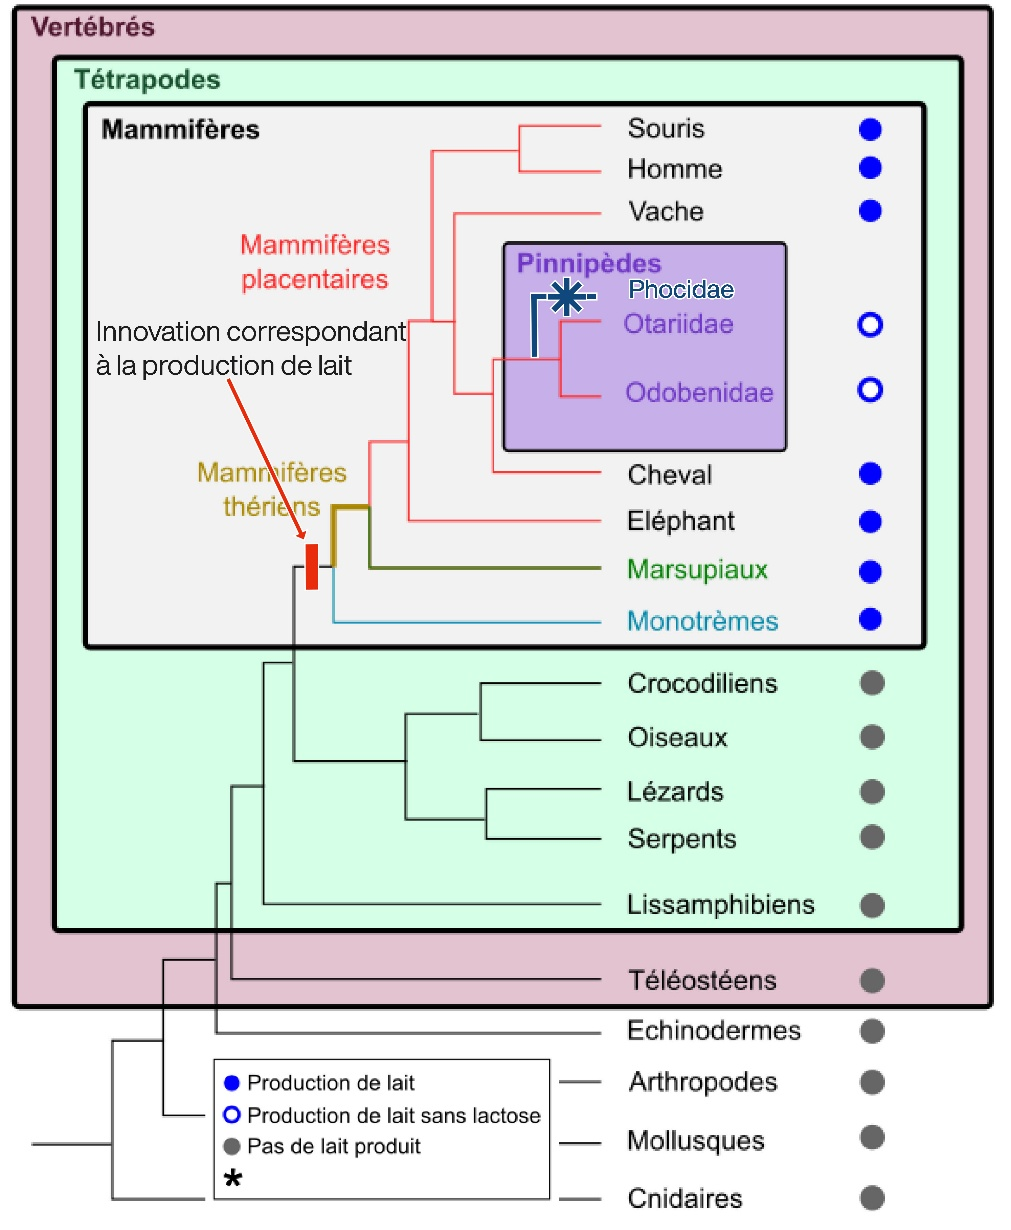 Vertébrés
Tétrapodes
Mammifères
Souris
Homme
Vache
Mammifères
placentaires
Pinnipèdes
Phocidae
Otariidae
Odobenidae
Innovation correspondant
à la production de lait
Mammifères
thériens
Cheval
Eléphant
Marsupiaux
Monotrèmes
Crocodiliens
Oiseaux
Lézards
Serpents
Lissamphibiens
Téléostéens
Echinodermes
Arthropodes
Mollusques
Cnidaires
Production de lait
Production de lait sans lactose
Pas de lait produit
*